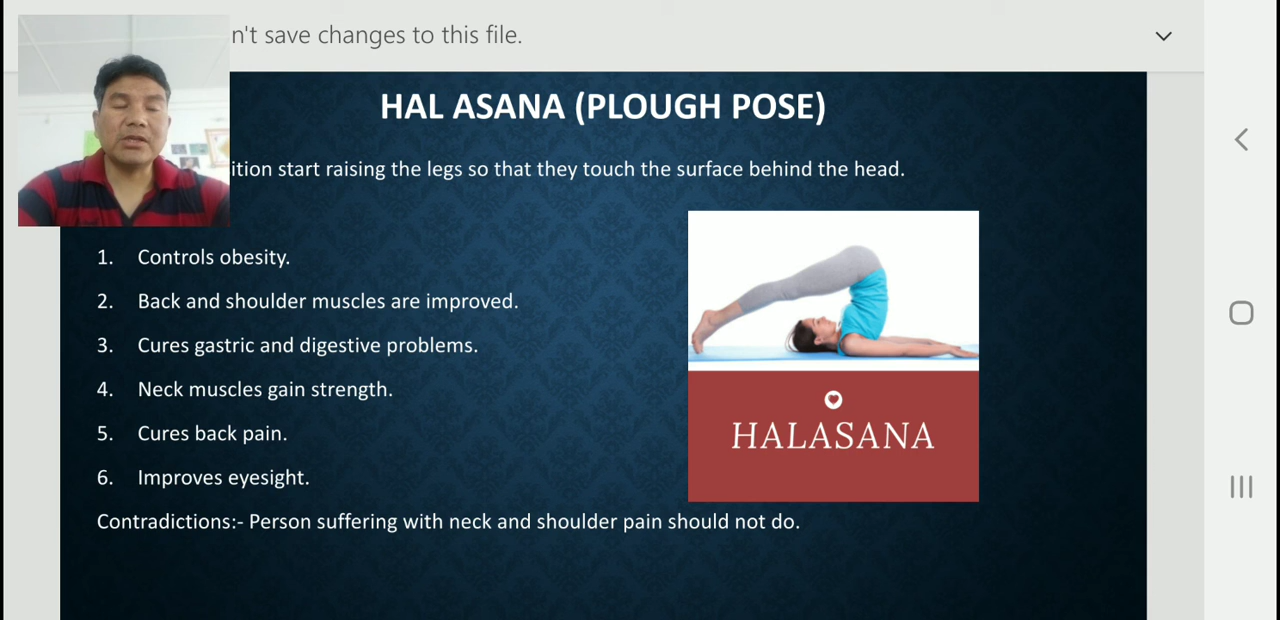 n't save changes to this file.
HAL ASANA (PLOUGH POSE)
start raising the legs so that they touch the surface behind the head.
1. Controls obesity.
2. Back and shoulder muscles are improved.
3. Cures gastric and digestive problems.
4. Neck muscles gain strength.
5. Cures back pain.
6. Improves eyesight.
HALASANA
Contradictions:- Person suffering with neck and shoulder pain should not do.